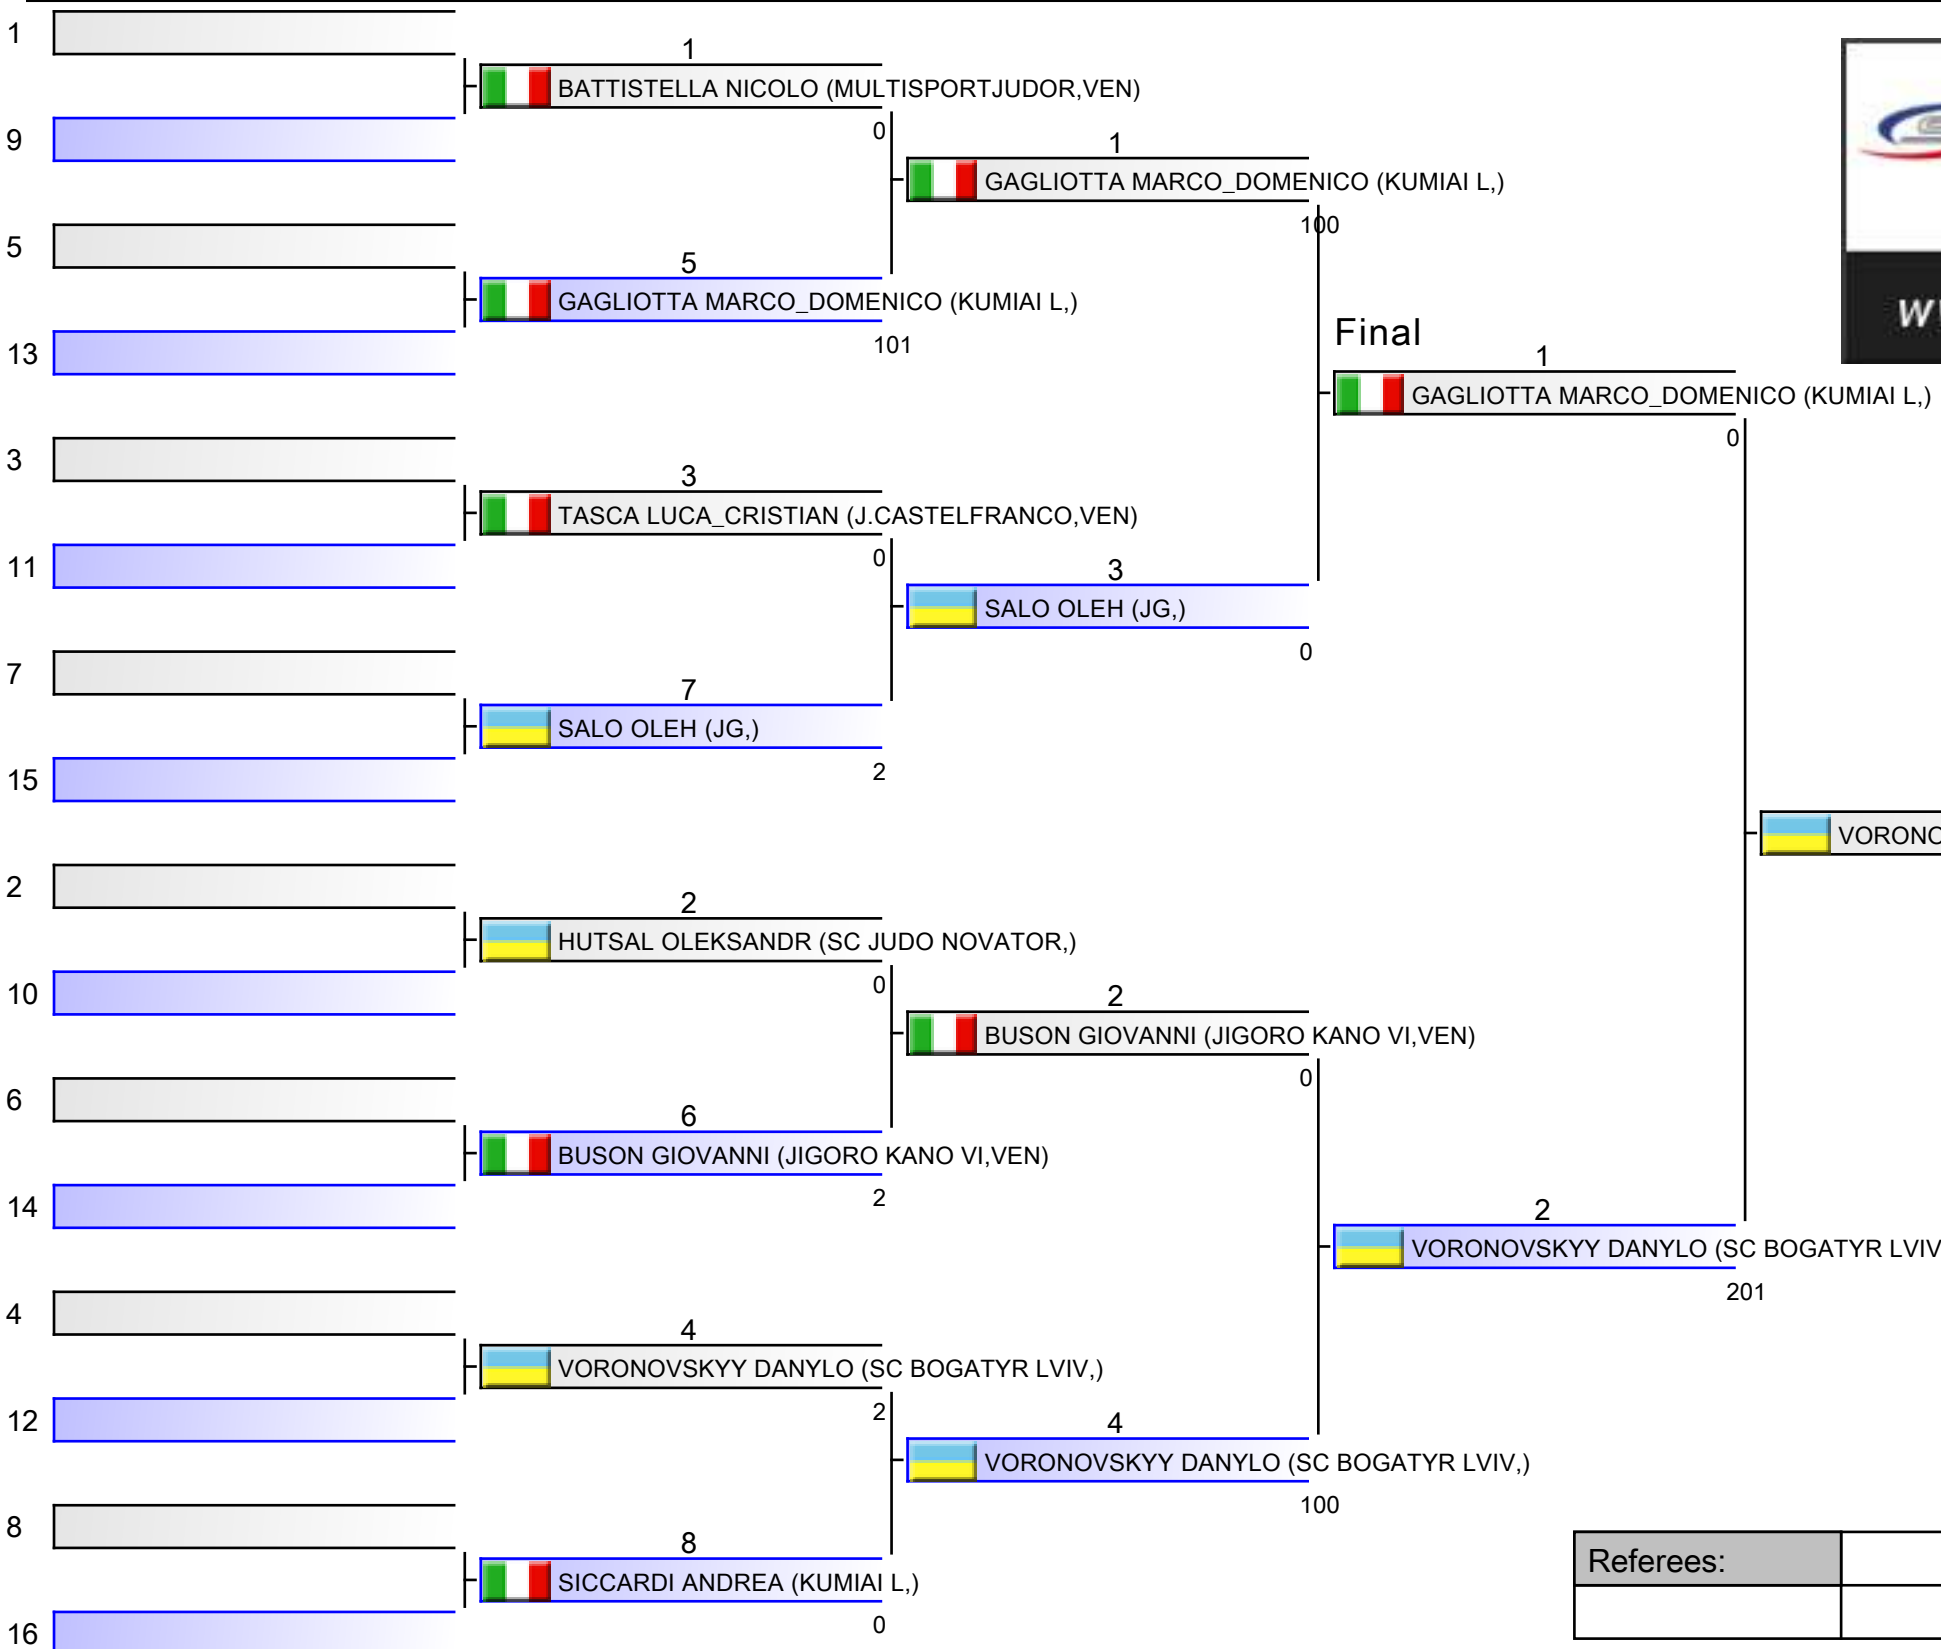 1
1
BATTISTELLA NICOLO (MULTISPORTJUDOR,VEN)
0
9
1
GAGLIOTTA MARCO_DOMENICO (KUMIAI L,)
100
5
5
GAGLIOTTA MARCO_DOMENICO (KUMIAI L,)
101
13
Final
1
GAGLIOTTA MARCO_DOMENICO (KUMIAI L,)
0
3
3
TASCA LUCA_CRISTIAN (J.CASTELFRANCO,VEN)
0
11
3
SALO OLEH (JG,)
0
7
7
SALO OLEH (JG,)
2
15
VORONO
2
2
HUTSAL OLEKSANDR (SC JUDO NOVATOR,)
0
10
2
BUSON GIOVANNI (JIGORO KANO VI,VEN)
0
6
6
BUSON GIOVANNI (JIGORO KANO VI,VEN)
2
14
2
VORONOVSKYY DANYLO (SC BOGATYR LVIV
201
4
4
VORONOVSKYY DANYLO (SC BOGATYR LVIV,)
2
12
4
VORONOVSKYY DANYLO (SC BOGATYR LVIV,)
100
8
8
SICCARDI ANDREA (KUMIAI L,)
0
16
Referees: